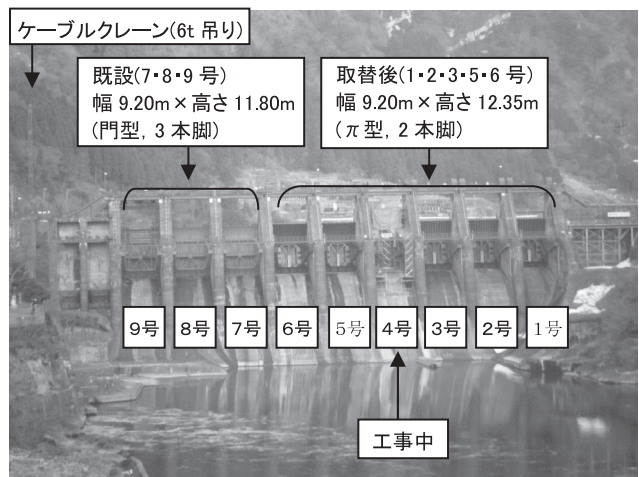 ケーブルクレーン(6t 吊り)
既設(7・8・9 号)
幅 9.20m×高さ 11.80m
(門型, 3 本脚)
取替後(1・2・3・5・6 号)
幅 9.20m×高さ 12.35m
(π型, 2 本脚)
9号 8号 7号 6号 5号 4号 3号 2号 1号
工事中